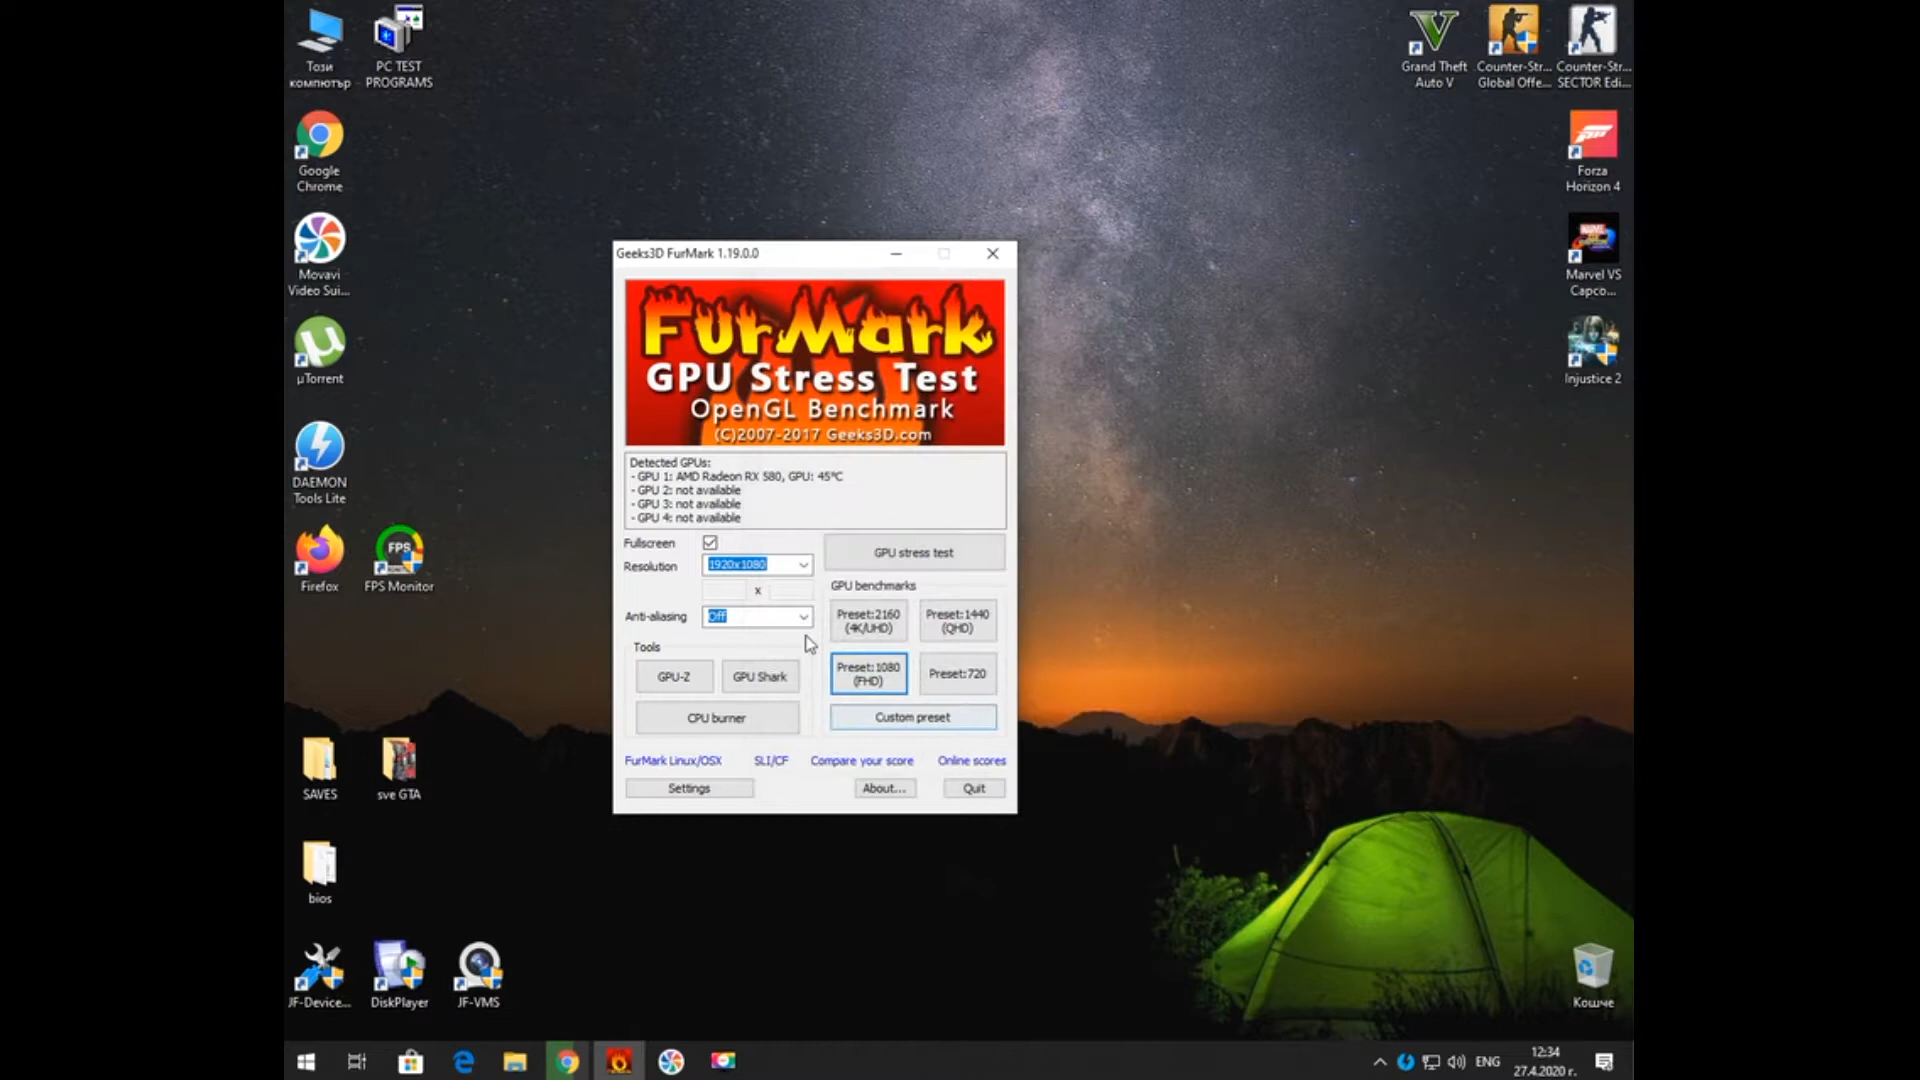 Този
компютър
PC TEST
PROGRAMS
Grand Theft
Auto V
Counter-Str...
Global Offe...
Counter-Str...
SECTOR Edi...
Google
Chrome
Forza
Horizon 4
Movavi
Video Sui...
MARVEL
Marvel VS
Capco...
µTorrent
Injustice 2
DAEMON
Tools Lite
Firefox
FPS
FPS Monitor
SAVES
sve GTA
bios
JF-Device...
DiskPlayer
JF-VMS
Кошче
Geeks3D FurMark 1.19.0.0
FurMark
GPU Stress Test
OpenGL Benchmark
(C)2007-2017 Geeks3D.com
Detected GPUs:
- GPU 1: AMD Radeon RX 580, GPU: 45°C
- GPU 2: not available
- GPU 3: not available
- GPU 4: not available
Fullscreen
Resolution
1920x1080
x
Anti-aliasing
Off
GPU stress test
GPU benchmarks
Preset:2160
(4K/UHD)
Preset:1440
(QHD)
Preset:1080
(FHD)
Preset:720
Custom preset
Tools
GPU-Z
GPU Shark
CPU burner
FurMark Linux/OSX
SLI/CF
Compare your score
Online scores
Settings
About...
Quit
ENG
12:34
27.4.2020 г.